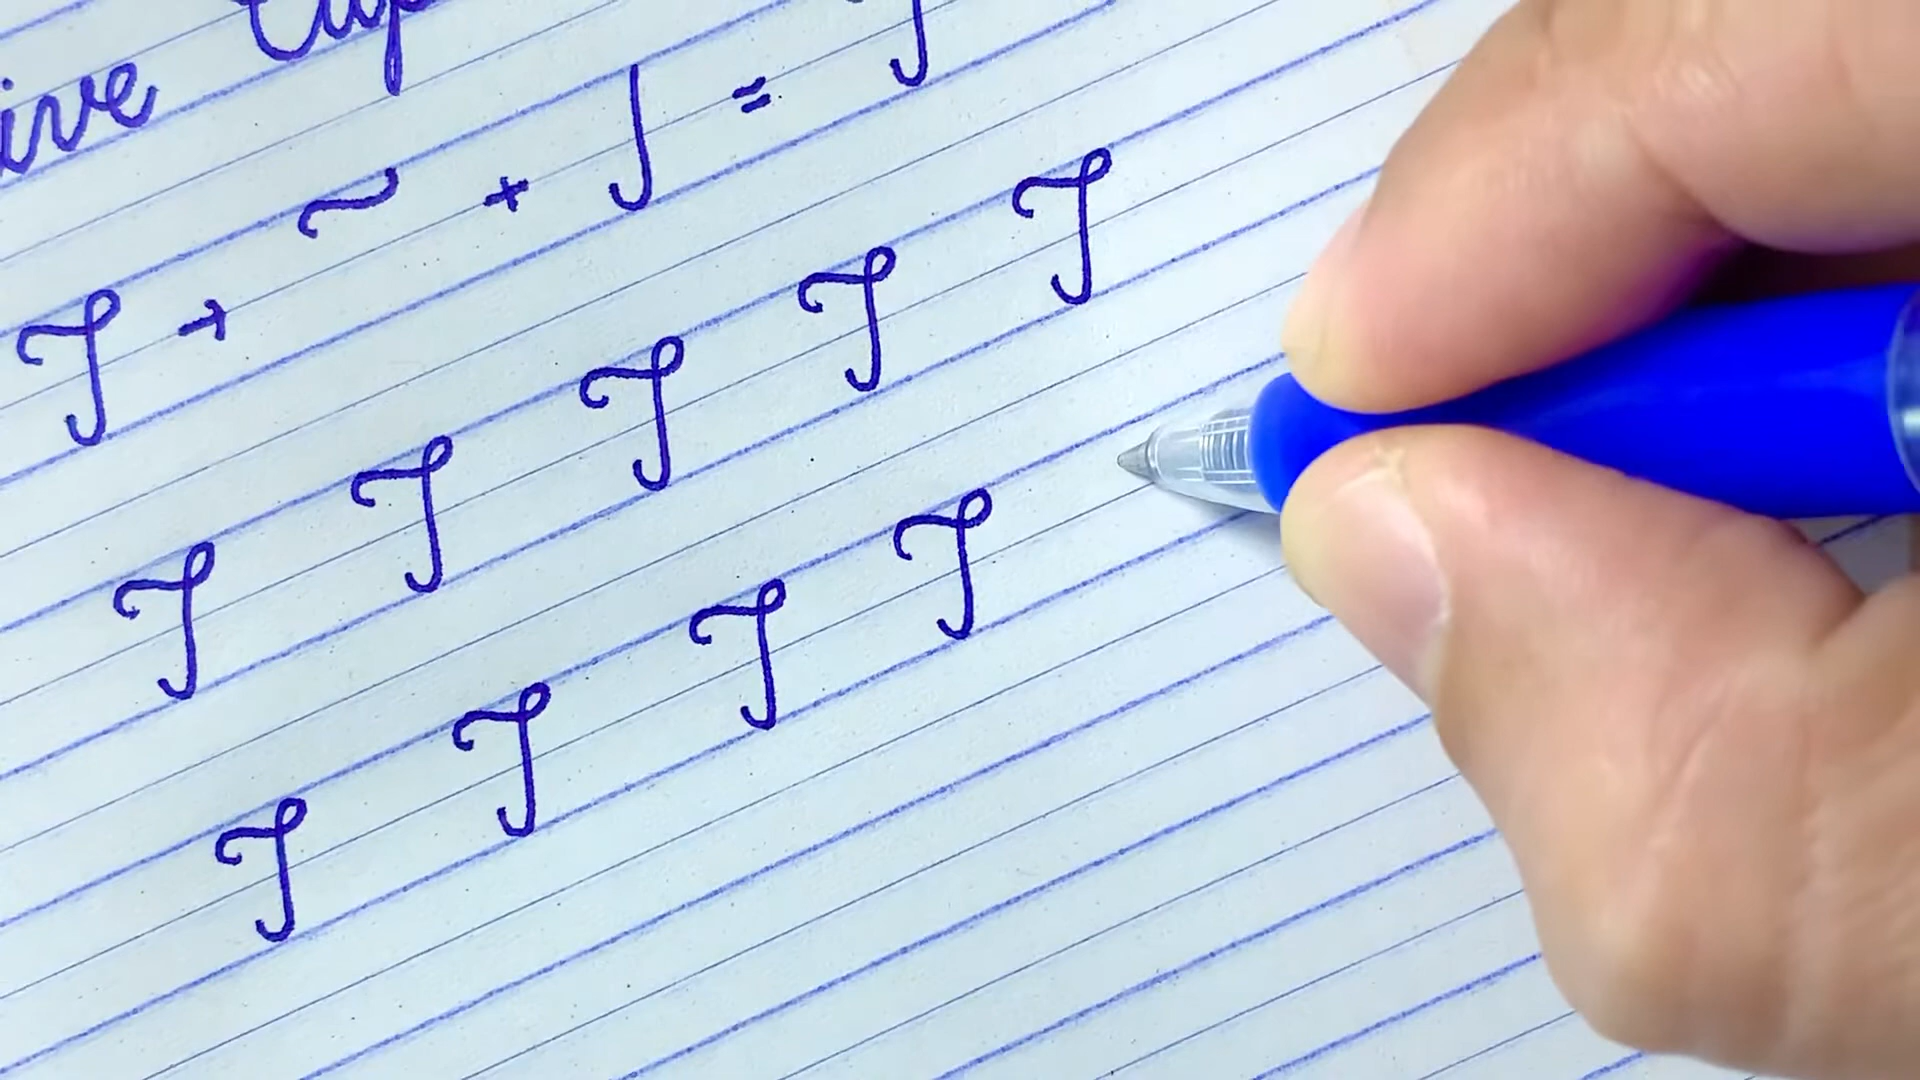 ive
T → ~ + J =
T T T T T
T T T T